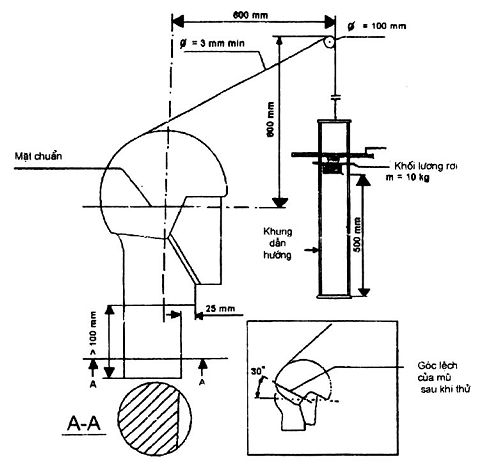 600 mm
Ø = 100 mm
Ø = 3 mm min
800 mm
Mặt chuẩn
Khối lượng rơi
m = 10 kg
Khung
dẫn
hướng
500 mm
25 mm
> 100 mm
A
A
A-A
30°
Góc lệch
của mũ
sau khi thử